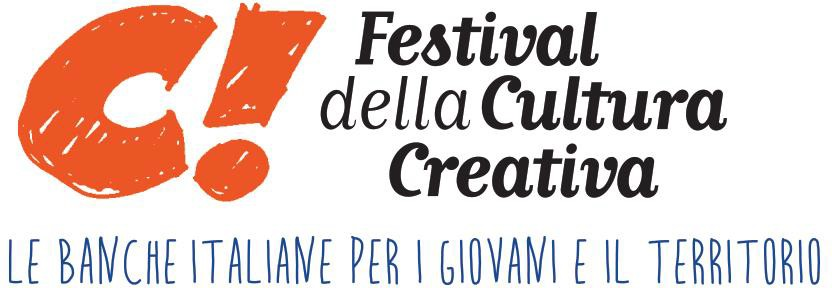 C!
Festival
della Cultura
Creativa
LE BANCHE ITALIANE PER I GIOVANI E IL TERRITORIO